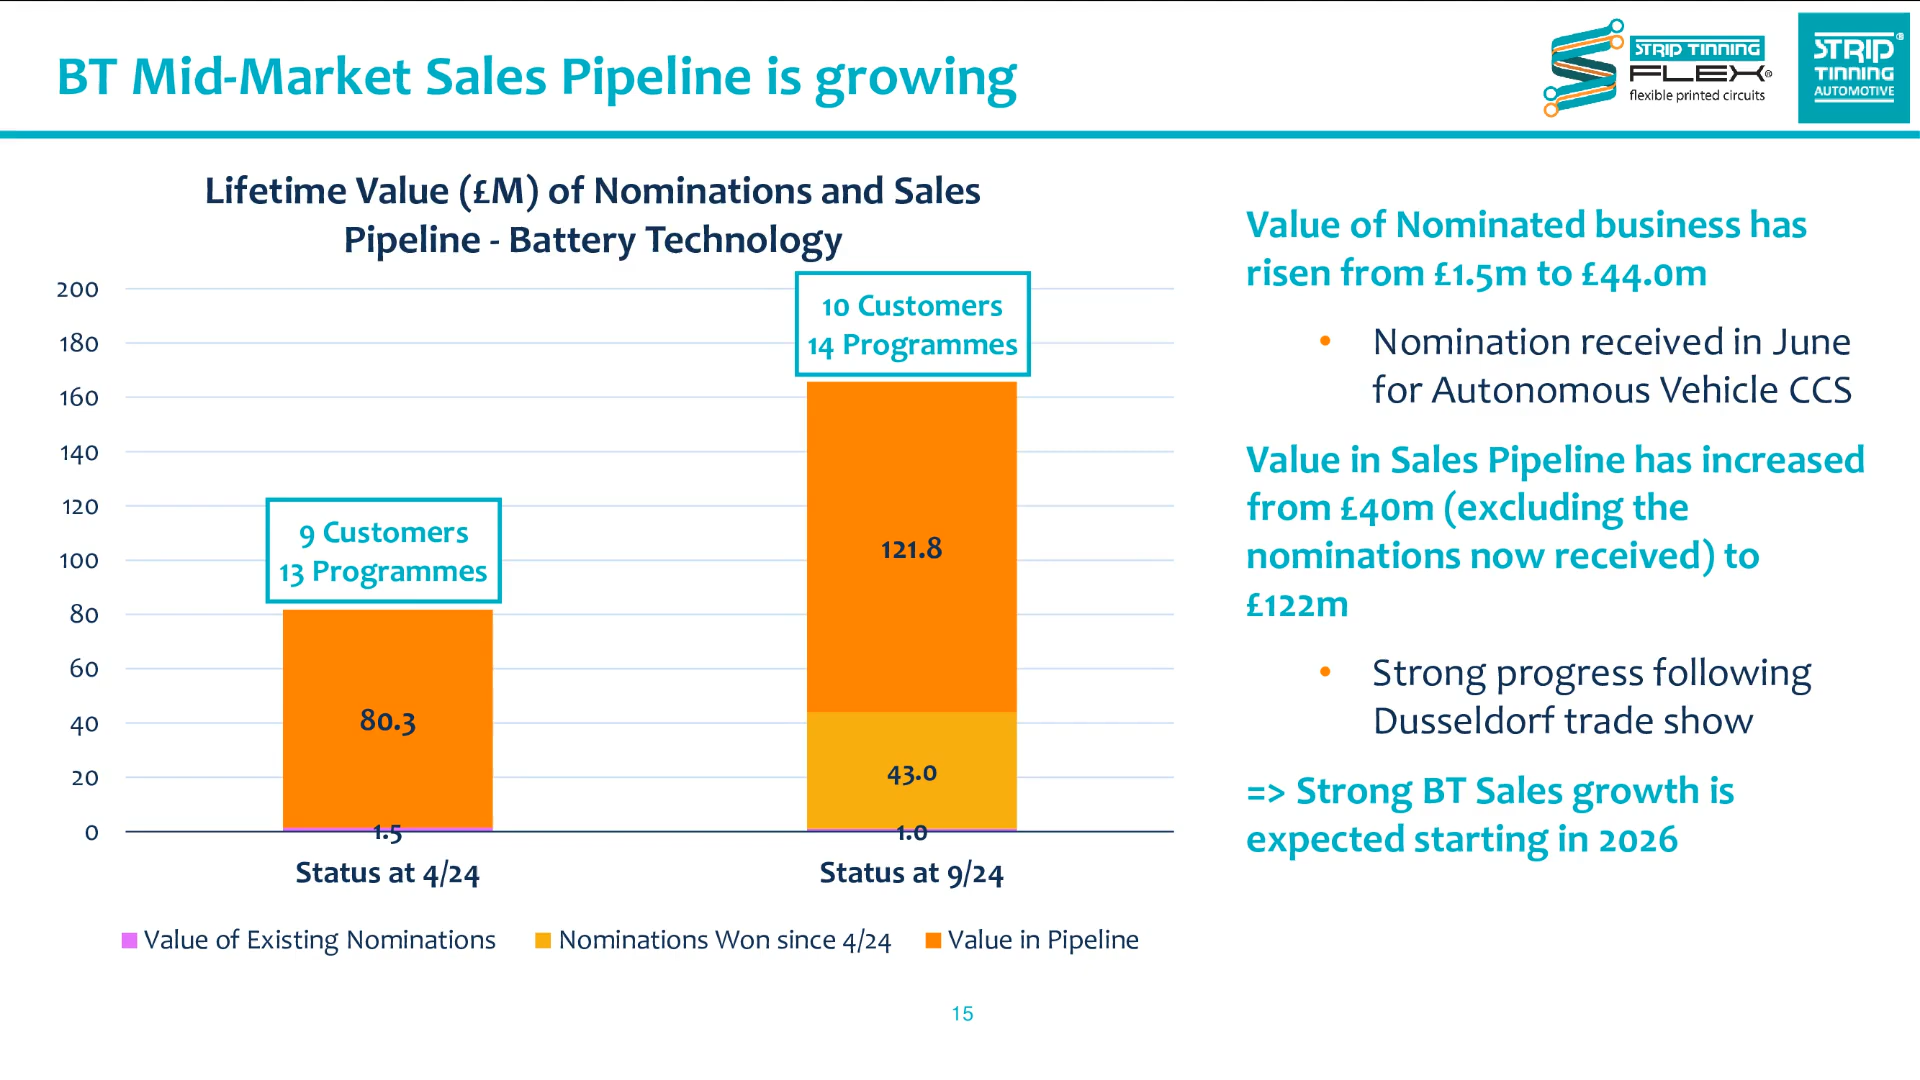 BT Mid-Market Sales Pipeline is growing
STRIP TINNING
FLEX®
flexible printed circuits
STRIP®
TINNING
AUTOMOTIVE
Lifetime Value (£M) of Nominations and Sales
Pipeline - Battery Technology
200
180
160
140
120
100
80
60
40
20
0
9 Customers
13 Programmes
80.3
1.5
10 Customers
14 Programmes
121.8
43.0
1.0
Status at 4/24
Status at 9/24
Value of Existing Nominations
Nominations Won since 4/24
Value in Pipeline
Value of Nominated business has
risen from £1.5m to £44.0m
• Nomination received in June
for Autonomous Vehicle CCS
Value in Sales Pipeline has increased
from £40m (excluding the
nominations now received) to
£122m
• Strong progress following
Dusseldorf trade show
=> Strong BT Sales growth is
expected starting in 2026
15